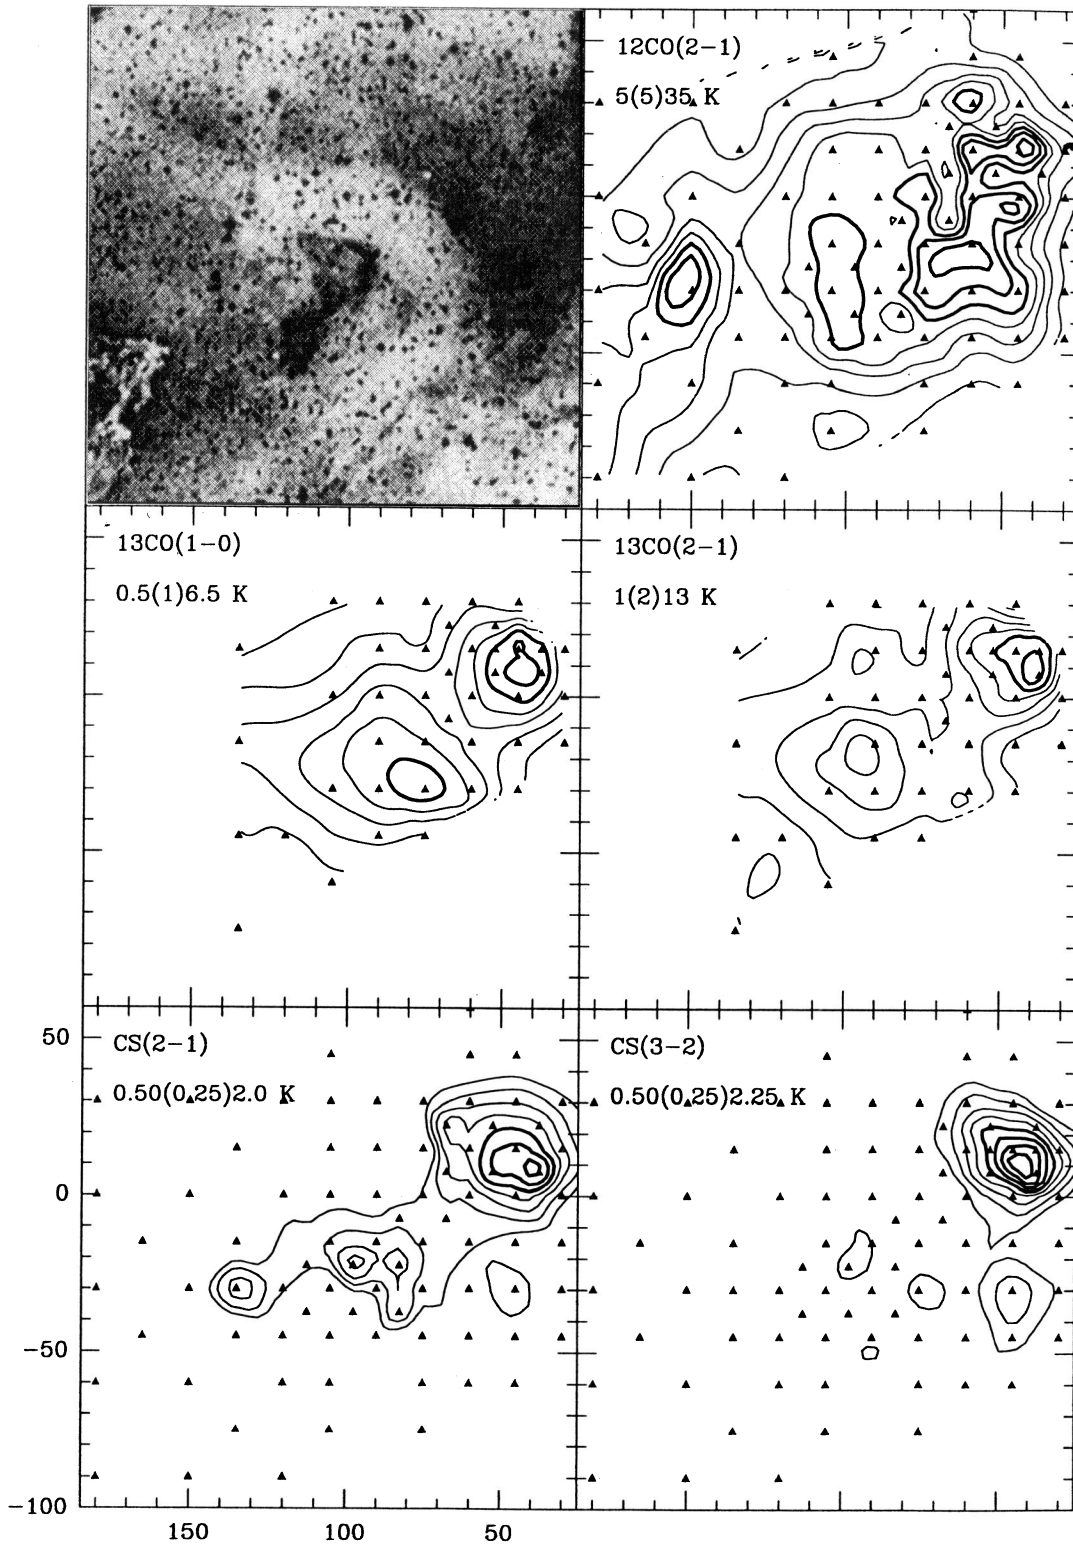 12CO(2-1)
5(5)35 K
13CO(1-0)
0.5(1)6.5 K
13CO(2-1)
1(2)13 K
CS(2-1)
0.50(0.25)2.0 K
CS(3-2)
0.50(0.25)2.25 K
50
0
-50
-100
150 100 50